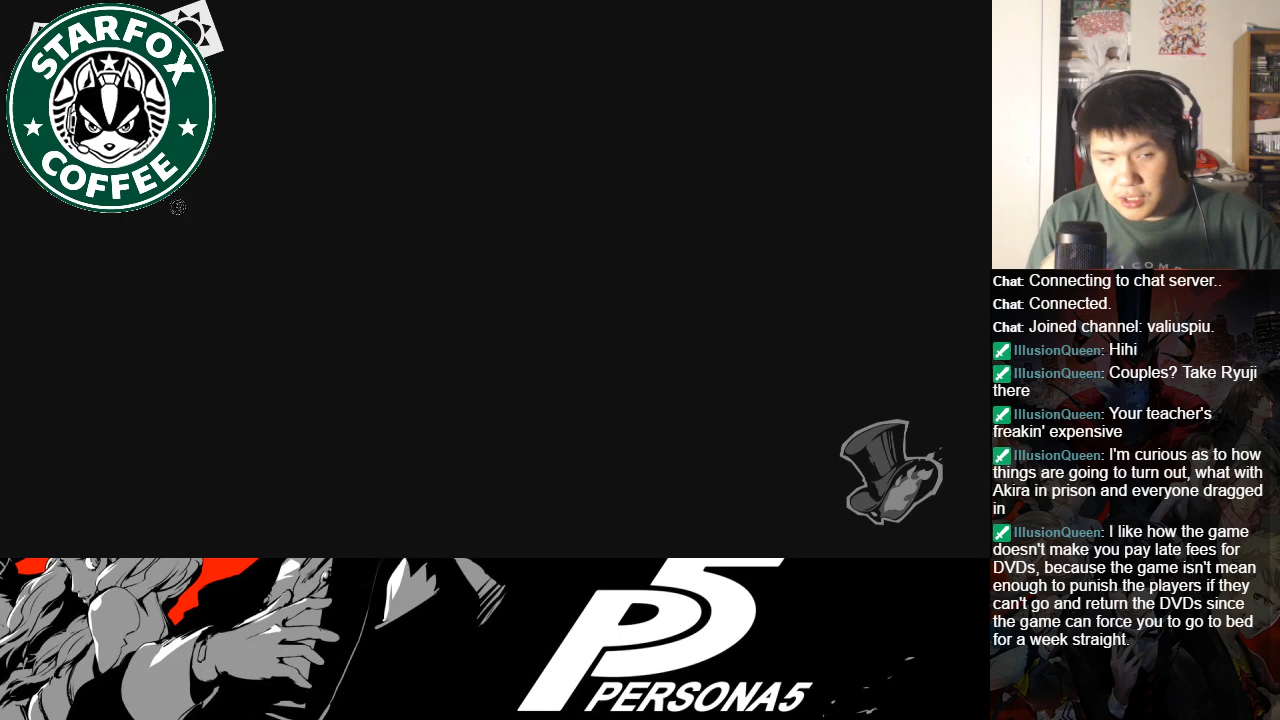 STARFOX
COFFEE
®
WELCOME
Chat: Connecting to chat server..
Chat: Connected.
Chat: Joined channel: valiuspiu.
IllusionQueen: Hihi
IllusionQueen: Couples? Take Ryuji
there
IllusionQueen: Your teacher's
freakin' expensive
IllusionQueen: I'm curious as to how
things are going to turn out, what with
Akira in prison and everyone dragged
in
IllusionQueen: I like how the game
doesn't make you pay late fees for
DVDs, because the game isn't mean
enough to punish the players if they
can't go and return the DVDs since
the game can force you to go to bed
for a week straight.
P5
PERSONA5